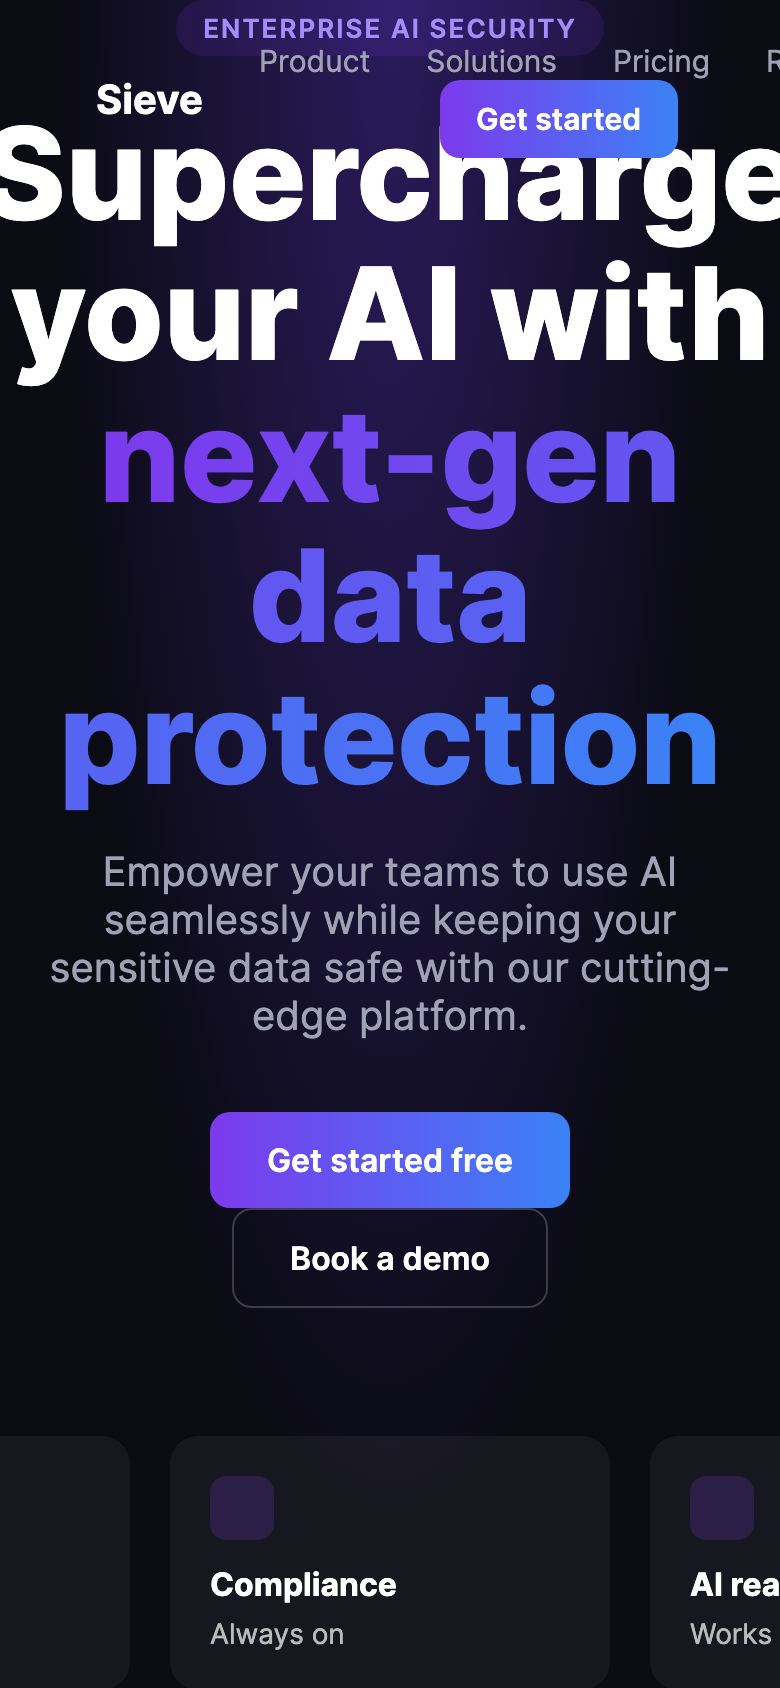 ENTERPRISE AI SECURITY
Product Solutions Pricing
Sieve
Get started
Supercharge
your AI with
next-gen
data
protection
Empower your teams to use AI
seamlessly while keeping your
sensitive data safe with our cutting-
edge platform.
Get started free
Book a demo
Compliance
Always on
AI rea
Works